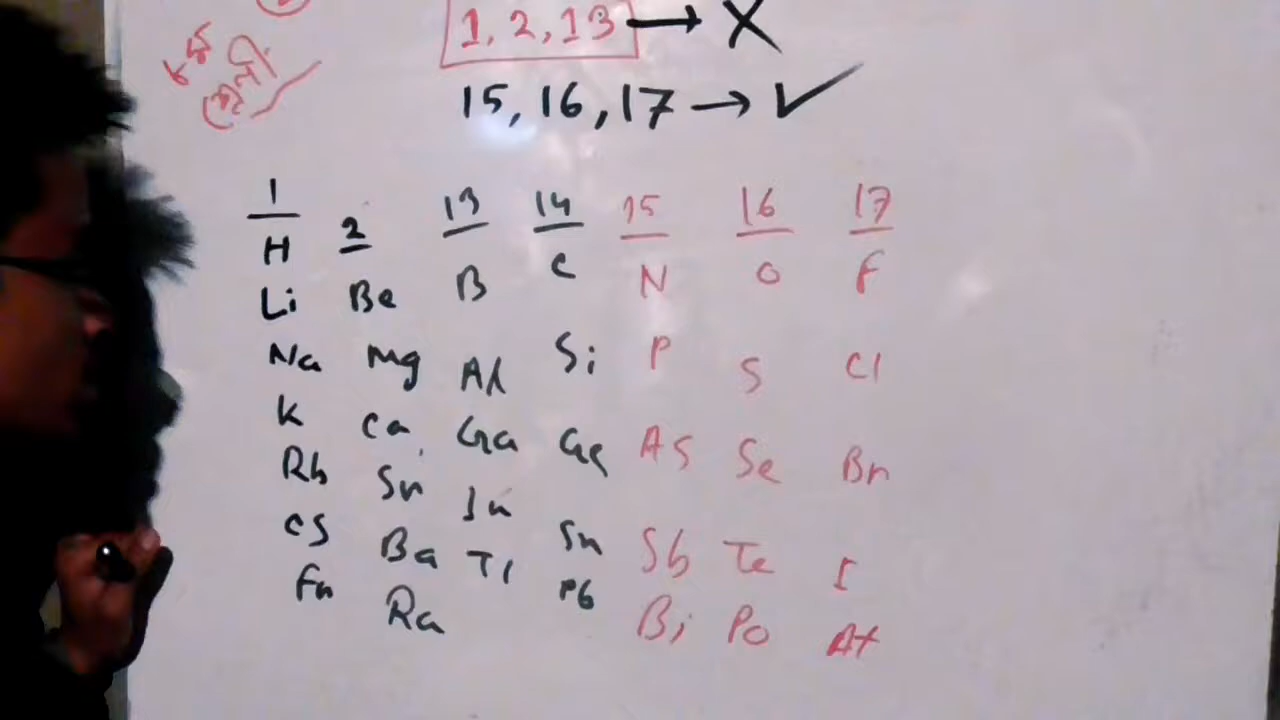 1, 2, 13 → X
15, 16, 17 → ✓
1 2 13 14 15 16 17
H
Li Be B C N O F
Na Mg Al Si P S Cl
K Ca Ga Ge As Se Br
Rb Sr In Sn Sb Te I
Cs Ba Tl Pb Bi Po At
Fr Ra